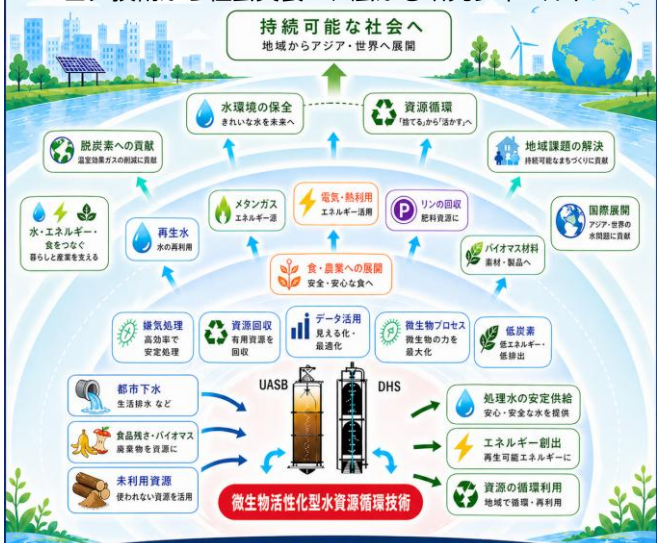 持続可能な社会へ
地域からアジア・世界へ展開
水環境の保全
きれいな水を未来へ
資源循環
「捨てる」から「活かす」へ
脱炭素への貢献
温室効果ガスの削減に貢献
地域課題の解決
持続可能なまちづくりに貢献
水・エネルギー・
食をつなぐ
暮らしと産業を支える
再生水
水の再利用
メタンガス
エネルギー源
電気・熱利用
エネルギー活用
P
リンの回収
肥料資源に
バイオマス材料
素材・製品へ
国際展開
アジア・世界の
水問題に貢献
食・農業への展開
安全・安心な食へ
嫌気処理
高効率で
安定処理
資源回収
有用資源を
回収
データ活用
見える化・
最適化
微生物プロセス
微生物の力を
最大化
低炭素
低エネルギー・
低排出
都市下水
生活排水 など
食品残さ・バイオマス
廃棄物を資源に
未利用資源
使われない資源を活用
UASB
DHS
処理水の安定供給
安心・安全な水を提供
エネルギー創出
再生可能エネルギーに
資源の循環利用
地域で循環・再利用
微生物活性化型水資源循環技術